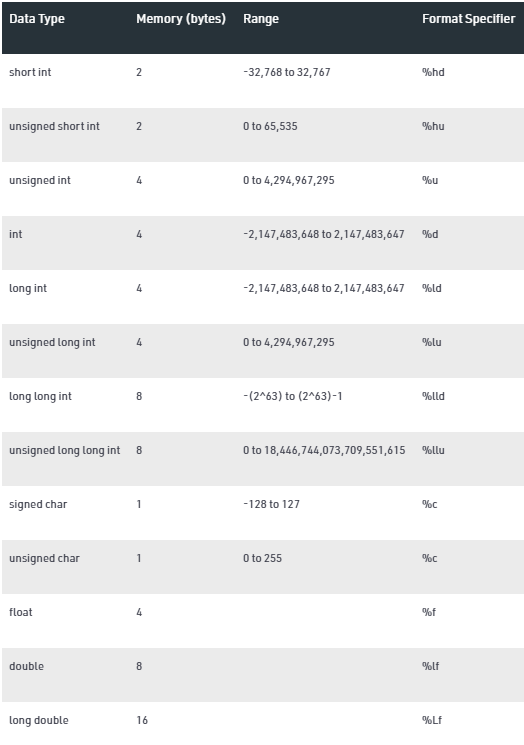 Data Type Memory (bytes) Range Format Specifier
short int 2 -32,768 to 32,767 %hd
unsigned short int 2 0 to 65,535 %hu
unsigned int 4 0 to 4,294,967,295 %u
int 4 -2,147,483,648 to 2,147,483,647 %d
long int 4 -2,147,483,648 to 2,147,483,647 %ld
unsigned long int 4 0 to 4,294,967,295 %lu
long long int 8 -(2^63) to (2^63)-1 %lld
unsigned long long int 8 0 to 18,446,744,073,709,551,615 %llu
signed char 1 -128 to 127 %c
unsigned char 1 0 to 255 %c
float 4 %f
double 8 %lf
long double 16 %Lf